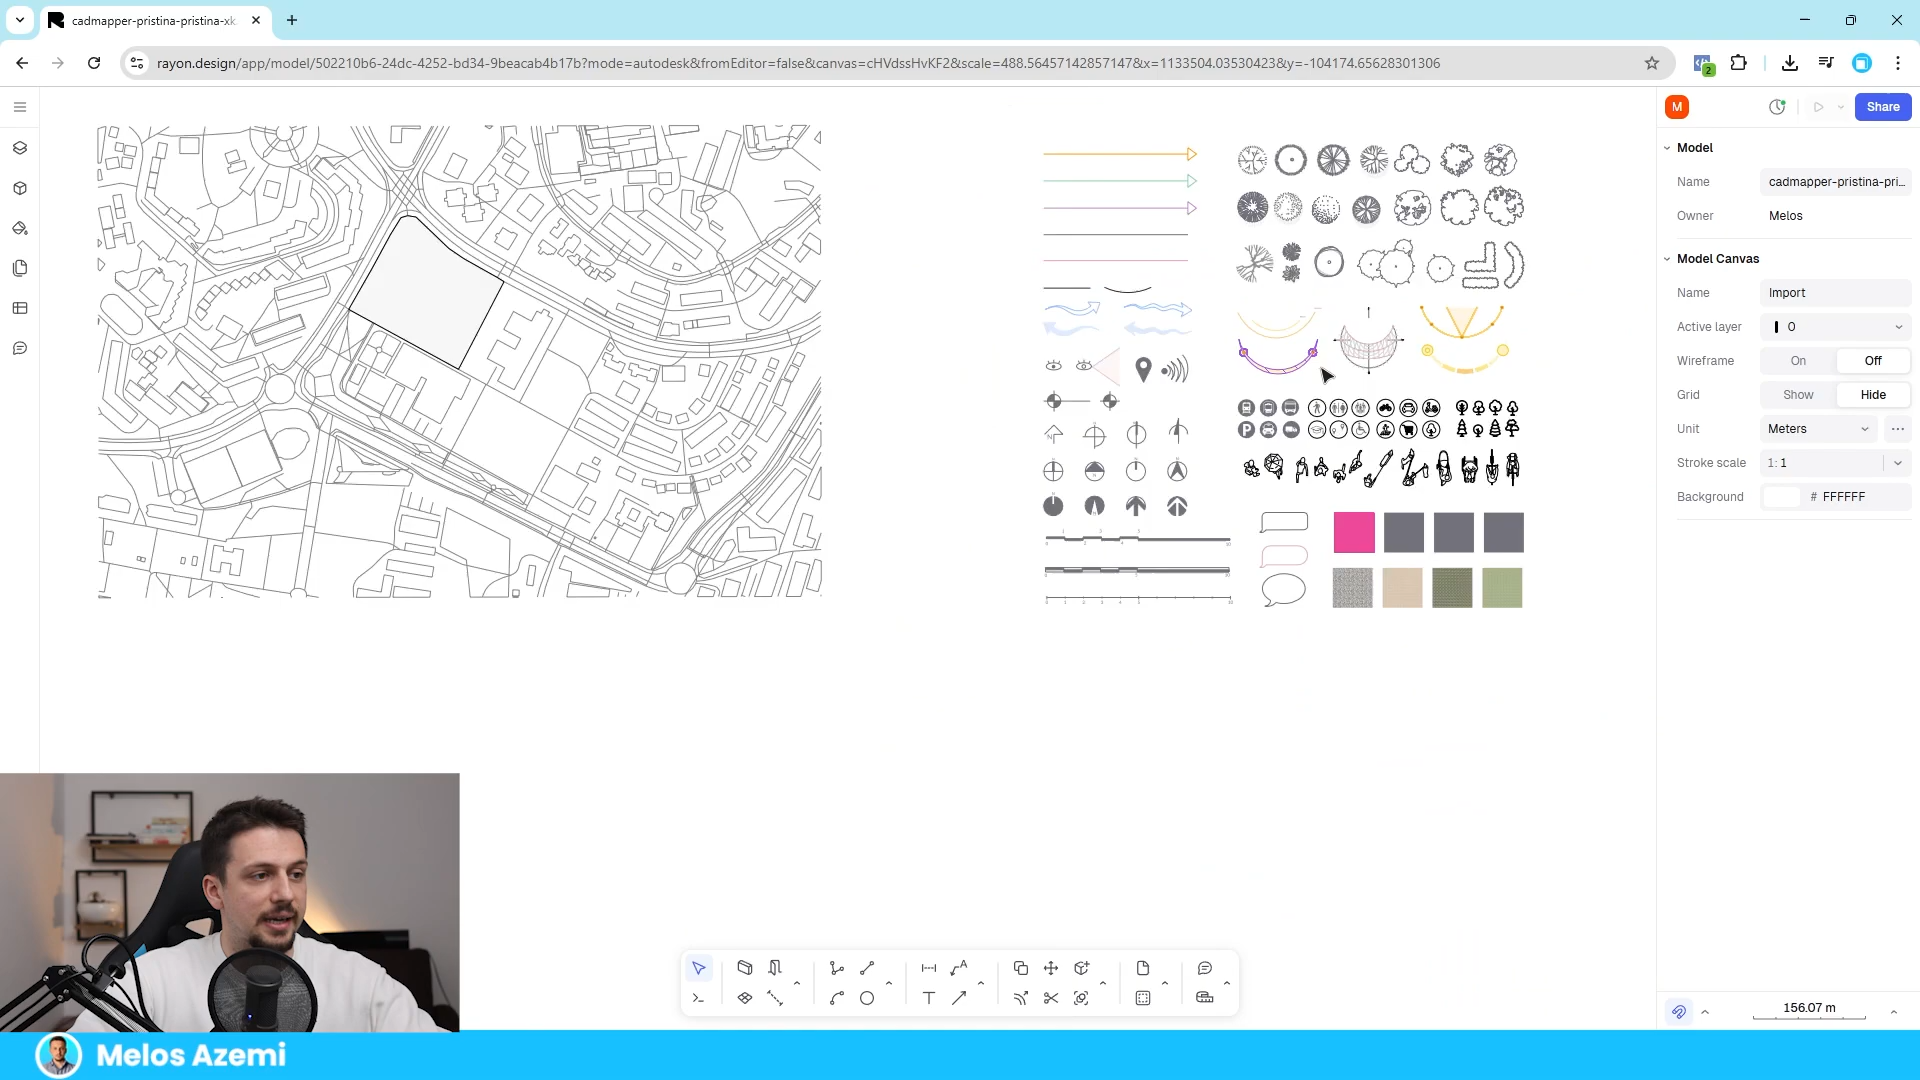 cadmapper-pristina-pristina-xk
rayon.design/app/model/502210b6-24dc-4252-bd34-9beacab4b17b?mode=autodesk&fromEditor=false&canvas=cHVdssHvKF2&scale=488.56457142857147&x=1133504.03530423&y=-104174.65628301306
2
M
Share
Model
Name
cadmapper-pristina-pri...
Owner
Melos
Model Canvas
Name
Import
Active layer
0
Wireframe
On
Off
Grid
Show
Hide
Unit
Meters
Stroke scale
1: 1
Background
# FFFFFF
P
156.07 m
Melos Azemi